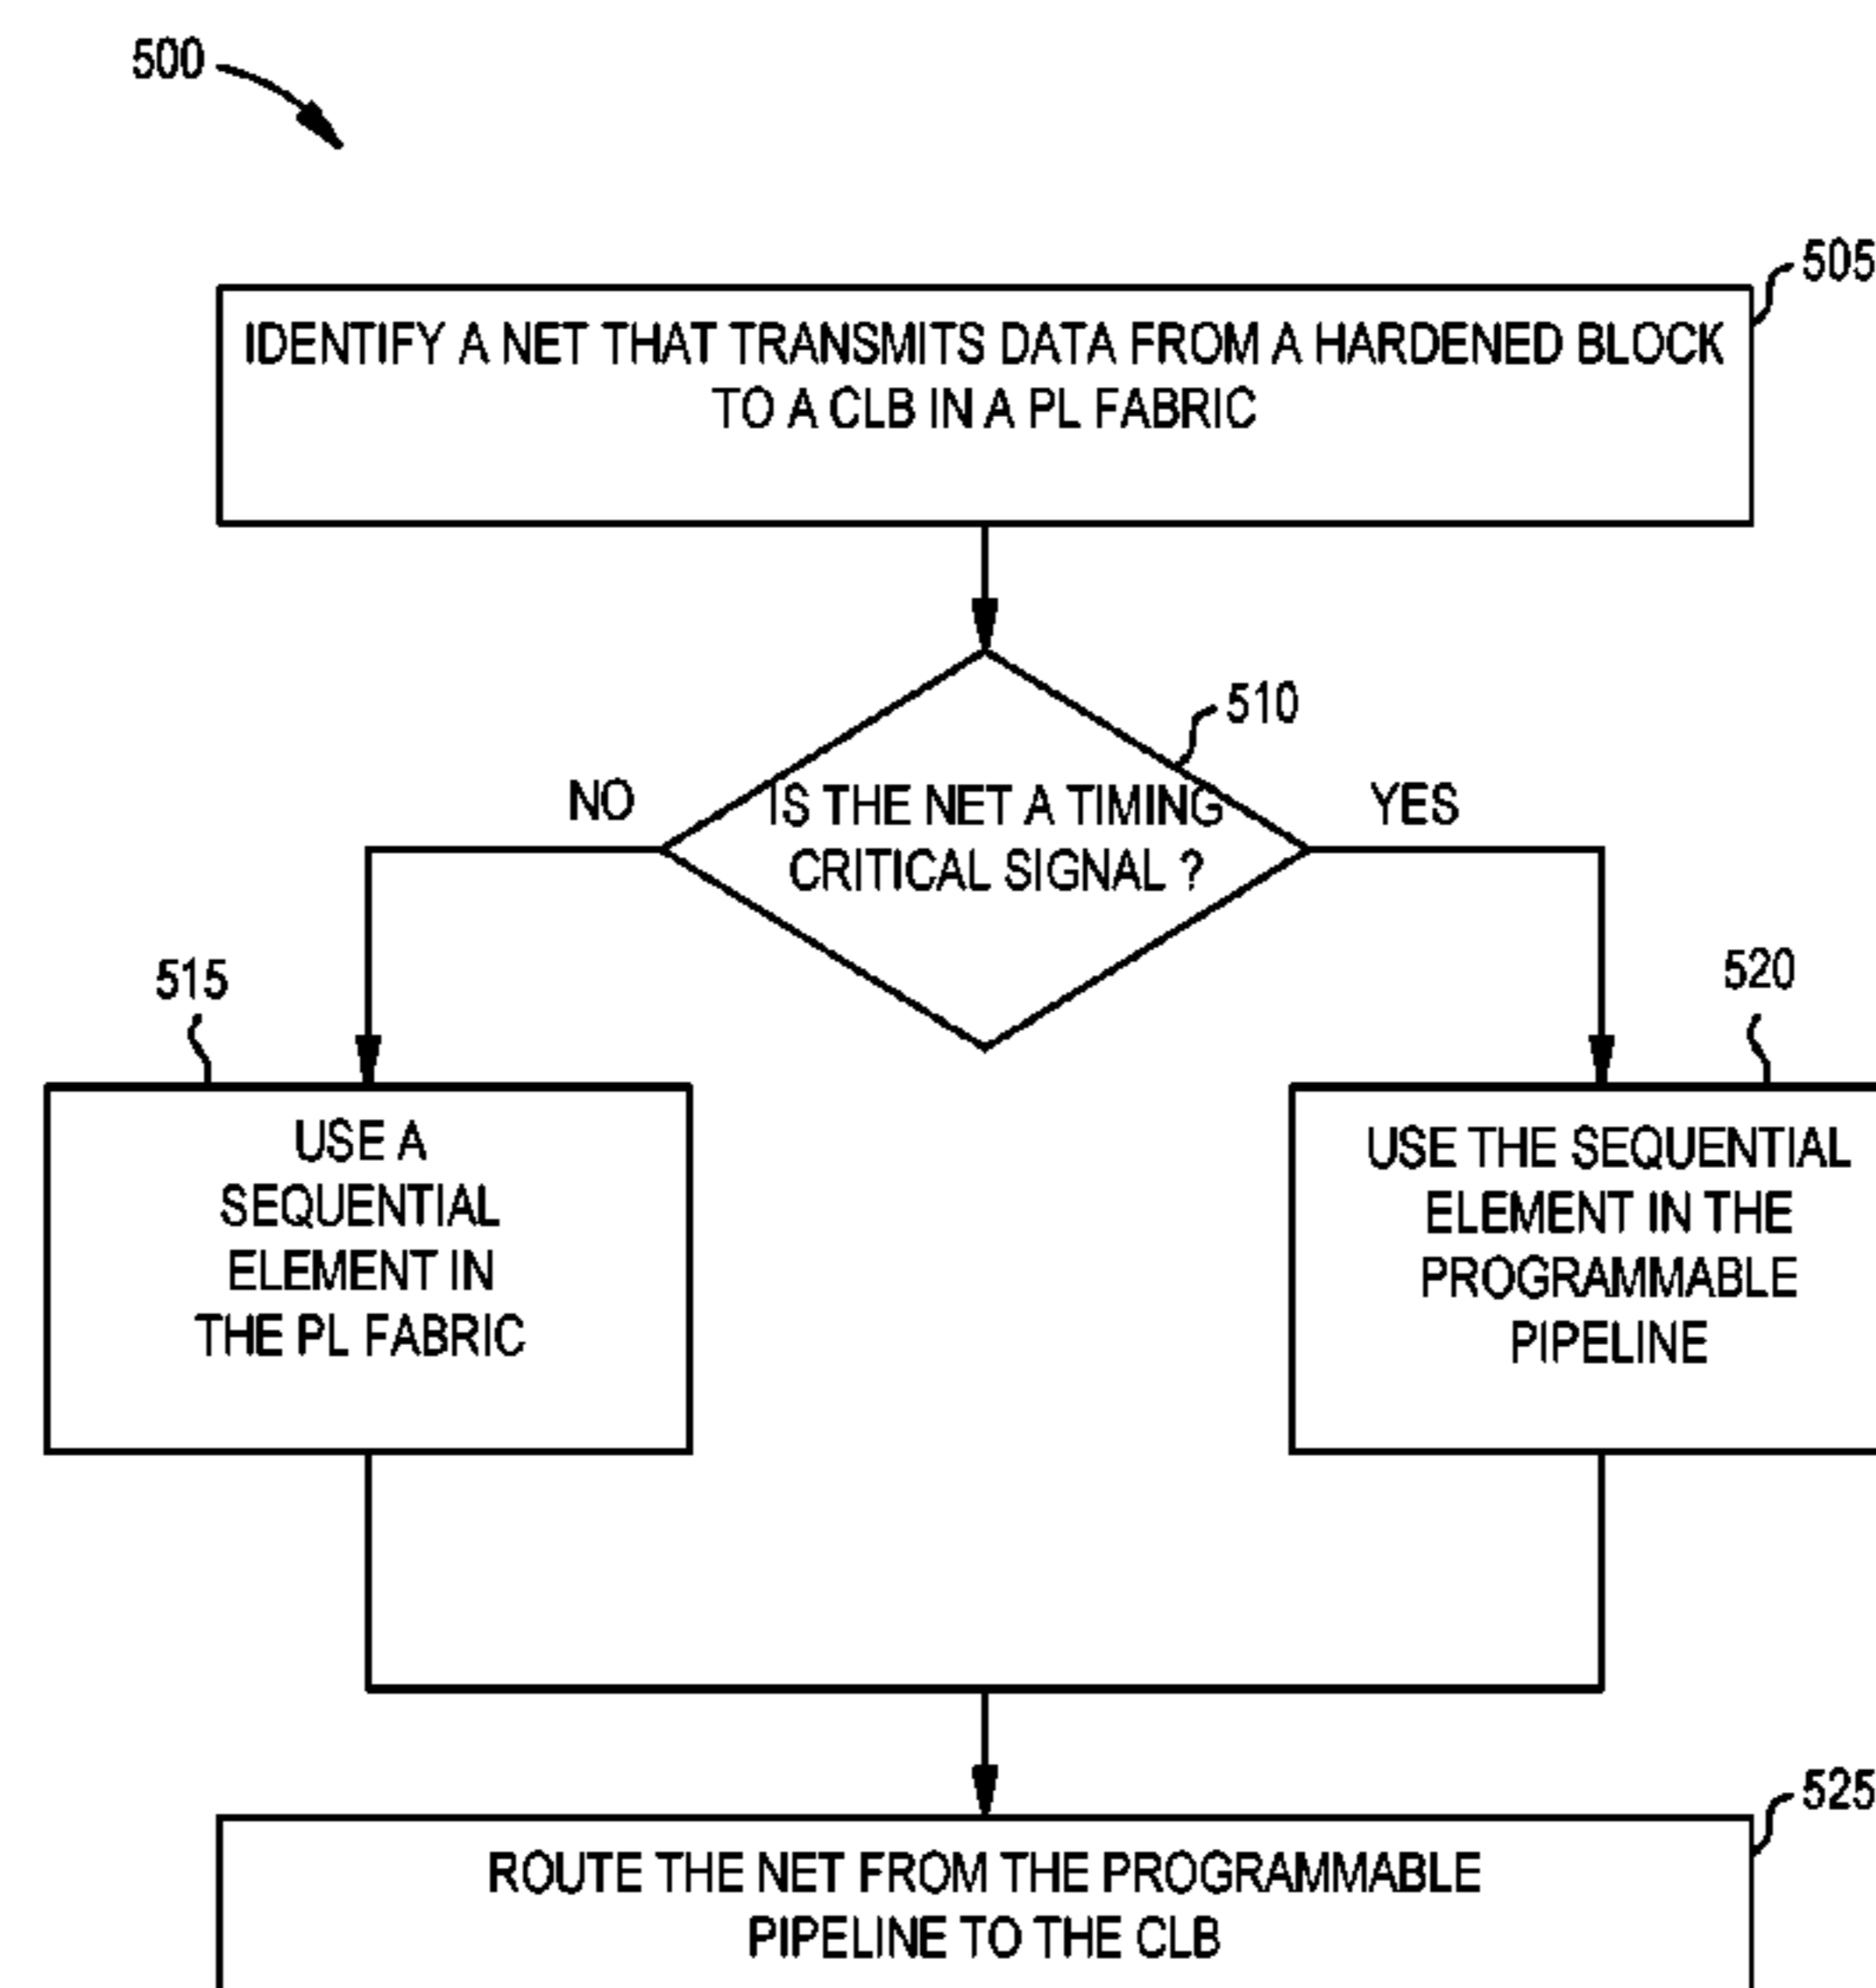 500
505
IDENTIFY A NET THAT TRANSMITS DATA FROM A HARDENED BLOCK
TO A CLB IN A PL FABRIC
510
IS THE NET A TIMING
CRITICAL SIGNAL ?
NO
YES
515
520
USE A
SEQUENTIAL
ELEMENT IN
THE PL FABRIC
USE THE SEQUENTIAL
ELEMENT IN THE
PROGRAMMABLE
PIPELINE
525
ROUTE THE NET FROM THE PROGRAMMABLE
PIPELINE TO THE CLB